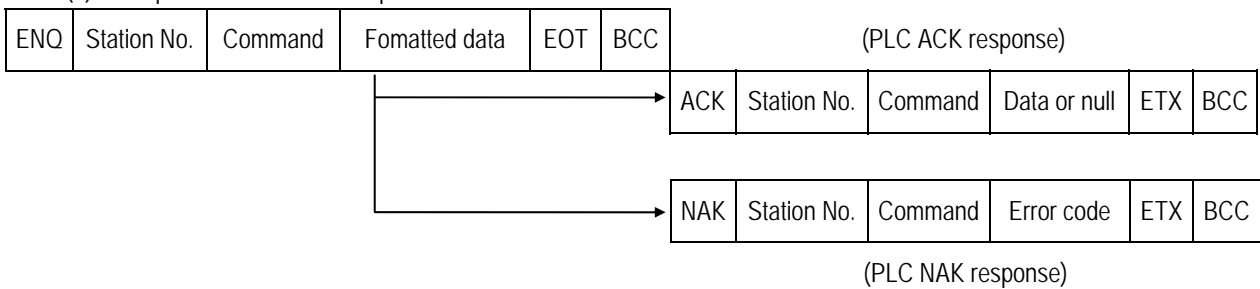 ENQ Station No. Command Fomatted data EOT BCC
(PLC ACK response)
ACK Station No. Command Data or null ETX BCC
NAK Station No. Command Error code ETX BCC
(PLC NAK response)